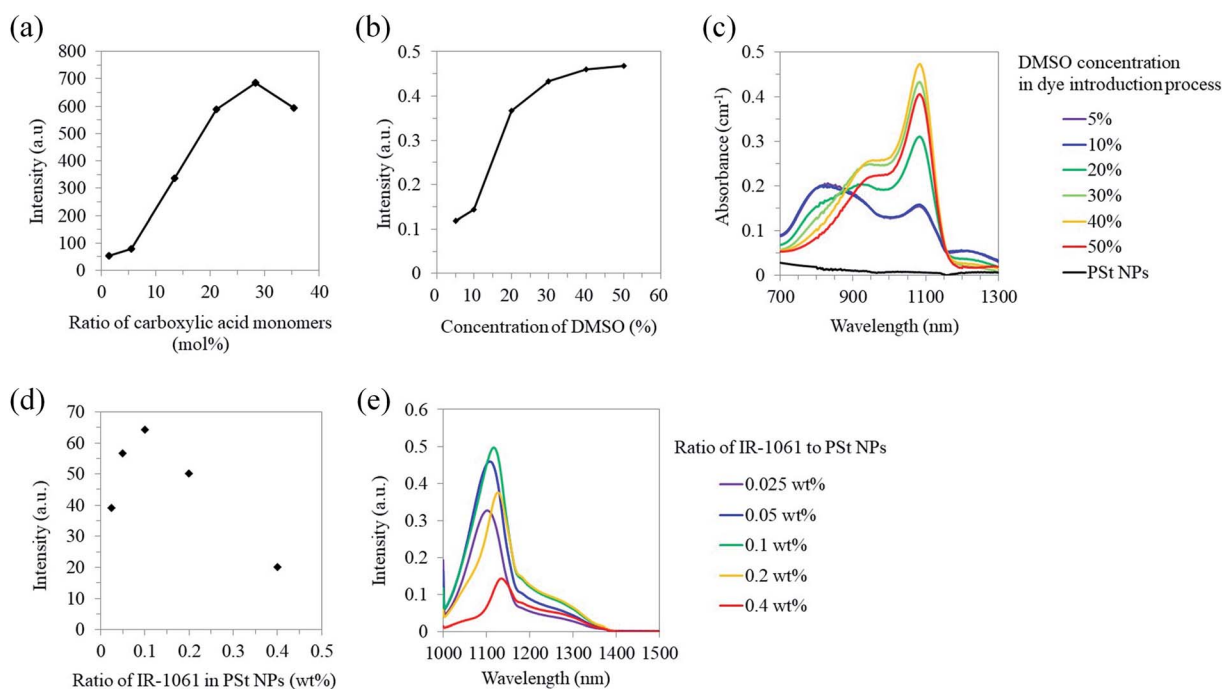 (a)
800
700
600
500
400
300
200
100
0
0 10 20 30 40
Intensity (a.u)
Ratio of carboxylic acid monomers
(mol%)
(b)
0.5
0.4
0.3
0.2
0.1
0
0 10 20 30 40 50 60
Intensity (a.u.)
Concentration of DMSO (%)
(c)
0.5
0.4
0.3
0.2
0.1
0
700 900 1100 1300
Absorbance (cm⁻¹)
Wavelength (nm)
DMSO concentration
in dye introduction process
5%
10%
20%
30%
40%
50%
PSt NPs
(d)
70
60
50
40
30
20
10
0
0 0.1 0.2 0.3 0.4 0.5
Intensity (a.u.)
Ratio of IR-1061 in PSt NPs (wt%)
(e)
0.6
0.5
0.4
0.3
0.2
0.1
0
1000 1100 1200 1300 1400 1500
Intensity (a.u.)
Wavelength (nm)
Ratio of IR-1061 to PSt NPs
0.025 wt%
0.05 wt%
0.1 wt%
0.2 wt%
0.4 wt%